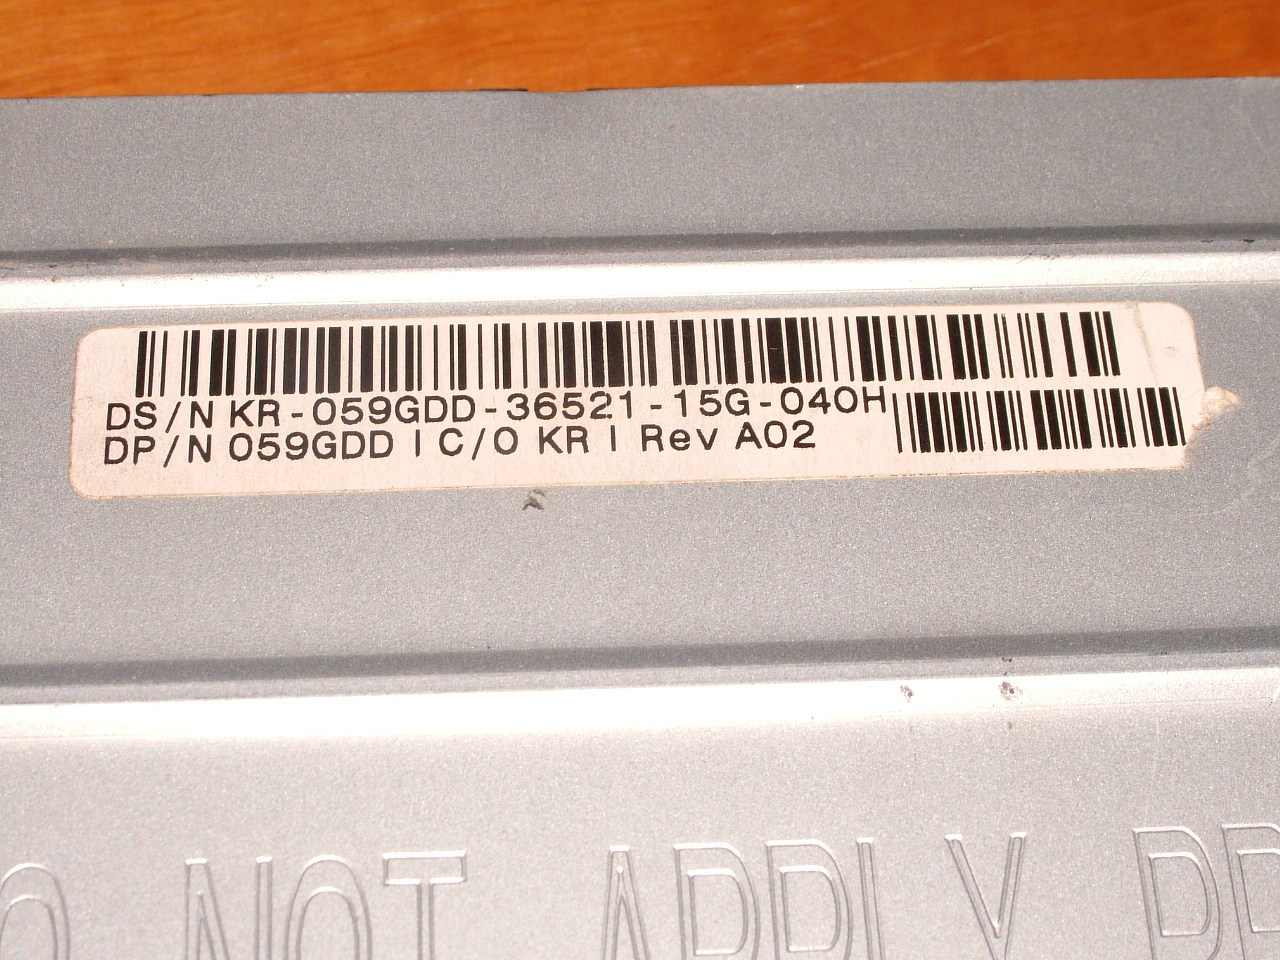 DS/N KR-059GDD-36521-15G-040H
DP/N 059GDD | C/O KR | Rev A02
NOT APPLY